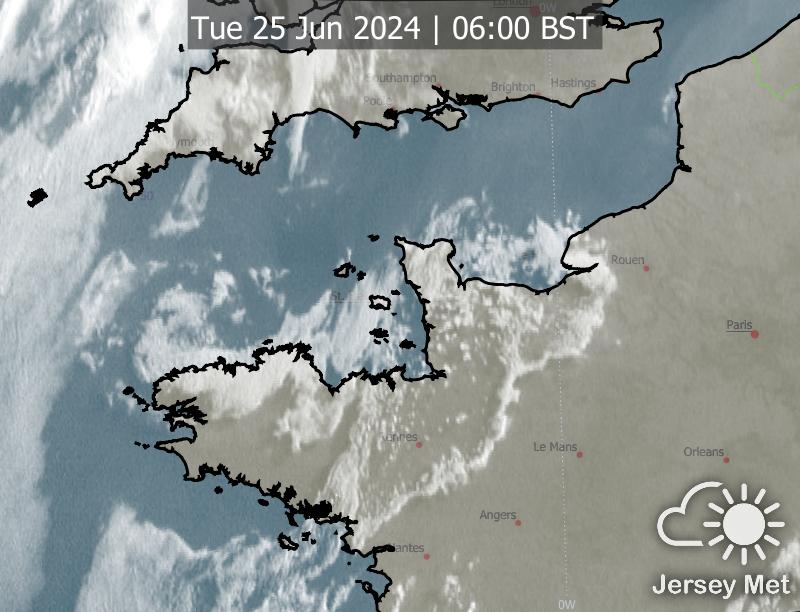 London
0W
Tue 25 Jun 2024 | 06:00 BST
Southampton
Brighton
Hastings
Poole
50
Rouen
Paris
Rennes
Le Mans
Orleans
Angers
Nantes
0W
Jersey Met